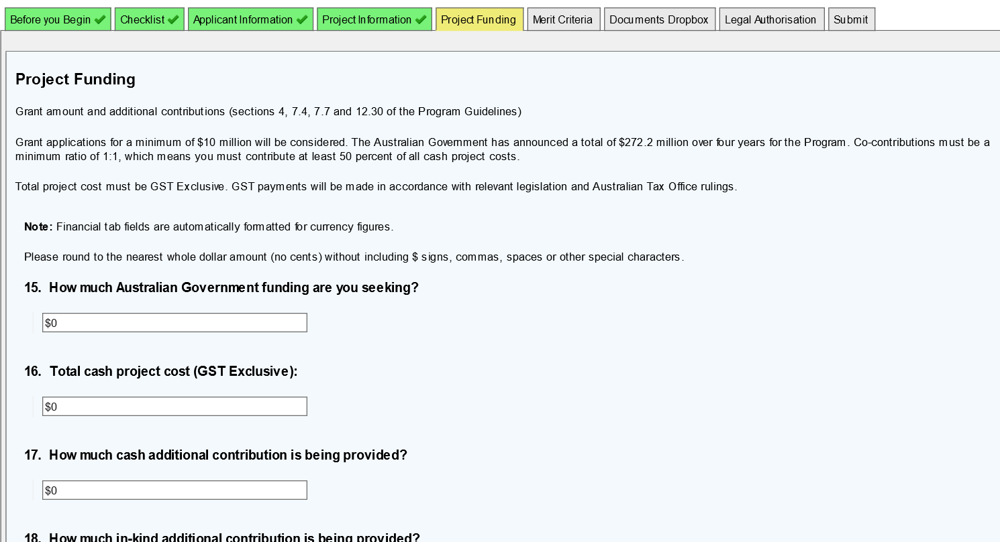 Before you Begin
Checklist
Applicant Information
Project Information
Project Funding
Merit Criteria
Documents Dropbox
Legal Authorisation
Submit
Project Funding
Grant amount and additional contributions (sections 4, 7.4, 7.7 and 12.30 of the Program Guidelines)
Grant applications for a minimum of $10 million will be considered. The Australian Government has announced a total of $272.2 million over four years for the Program. Co-contributions must be a
minimum ratio of 1:1, which means you must contribute at least 50 percent of all cash project costs.
Total project cost must be GST Exclusive. GST payments will be made in accordance with relevant legislation and Australian Tax Office rulings.
Note: Financial tab fields are automatically formatted for currency figures.
Please round to the nearest whole dollar amount (no cents) without including $ signs, commas, spaces or other special characters.
15. How much Australian Government funding are you seeking?
$0
16. Total cash project cost (GST Exclusive):
$0
17. How much cash additional contribution is being provided?
$0
18. How much in-kind additional contribution is being provided?